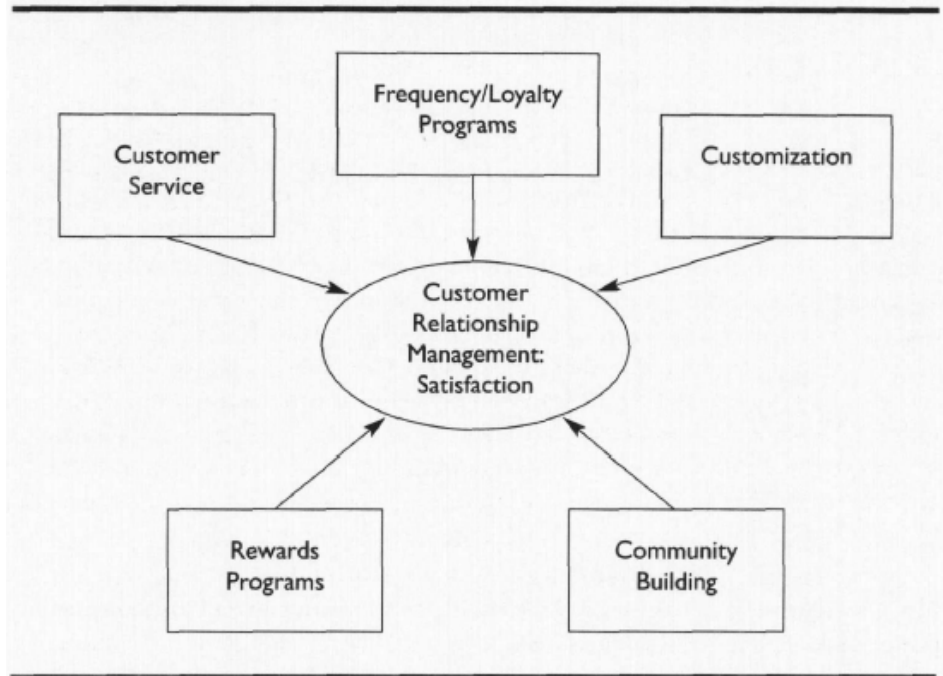 Frequency/Loyalty
Programs
Customer
Service
Customization
Customer
Relationship
Management:
Satisfaction
Rewards
Programs
Community
Building